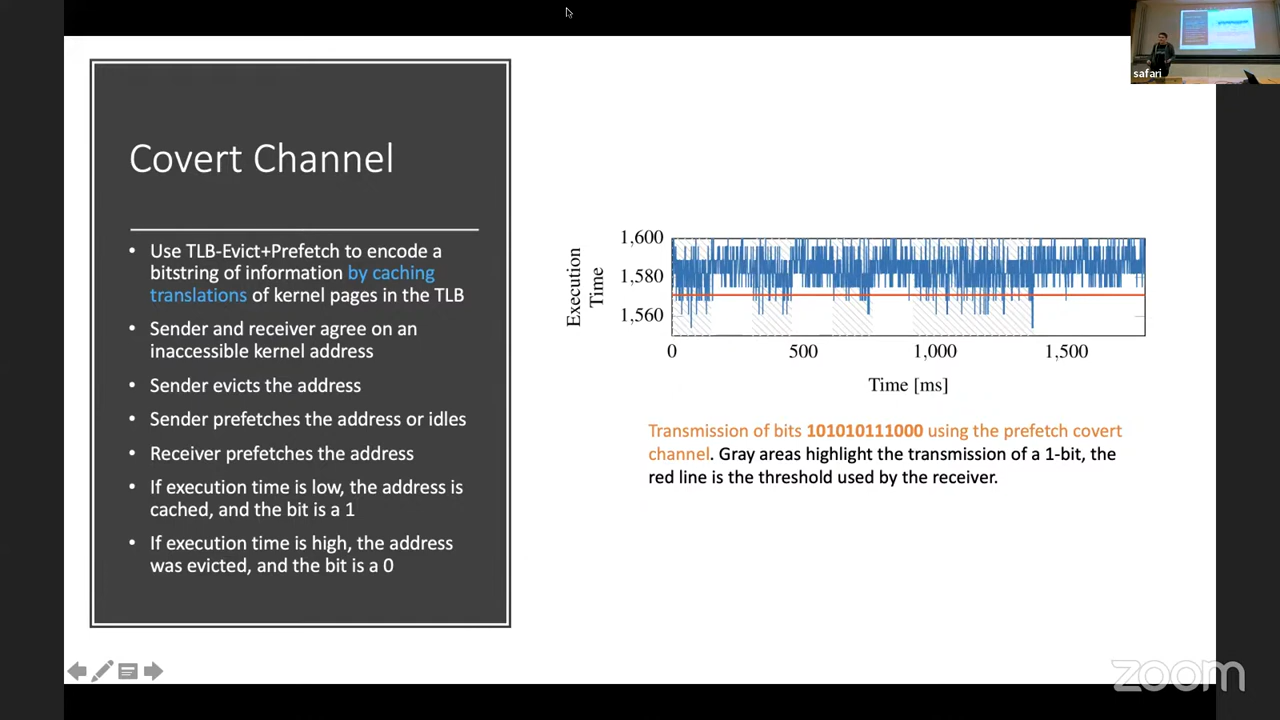 safari
Covert Channel
• Use TLB-Evict+Prefetch to encode a
bitstring of information by caching
translations of kernel pages in the TLB
• Sender and receiver agree on an
inaccessible kernel address
• Sender evicts the address
• Sender prefetches the address or idles
• Receiver prefetches the address
• If execution time is low, the address is
cached, and the bit is a 1
• If execution time is high, the address
was evicted, and the bit is a 0
Execution
Time
1,600
1,580
1,560
0 500 1,000 1,500
Time [ms]
Transmission of bits 101010111000 using the prefetch covert
channel. Gray areas highlight the transmission of a 1-bit, the
red line is the threshold used by the receiver.
zoom